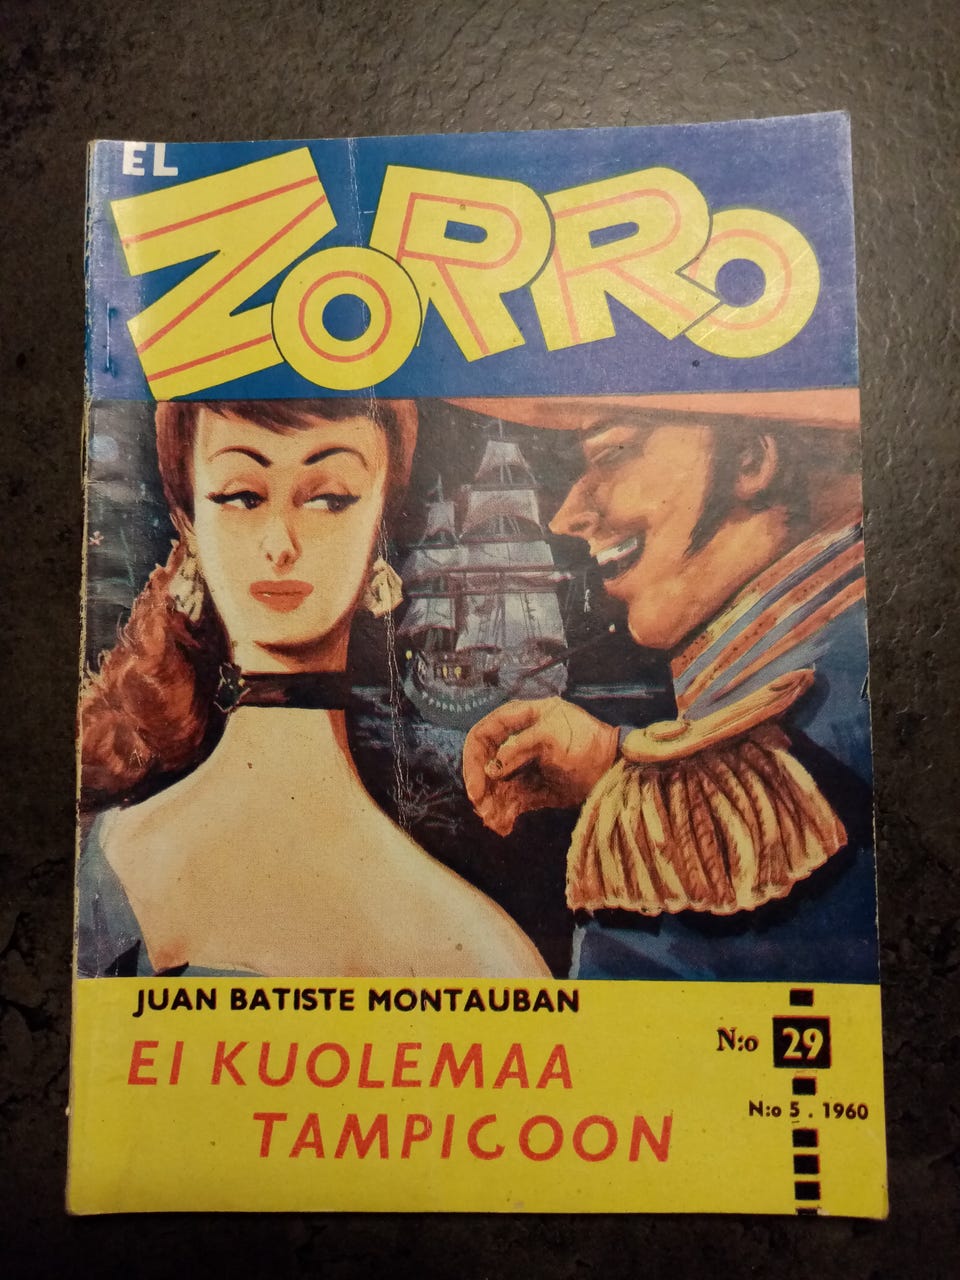 EL
ZORRO
JUAN BATISTE MONTAUBAN
EI KUOLEMAA
TAMPICOON
N:o 29
N:o 5 . 1960